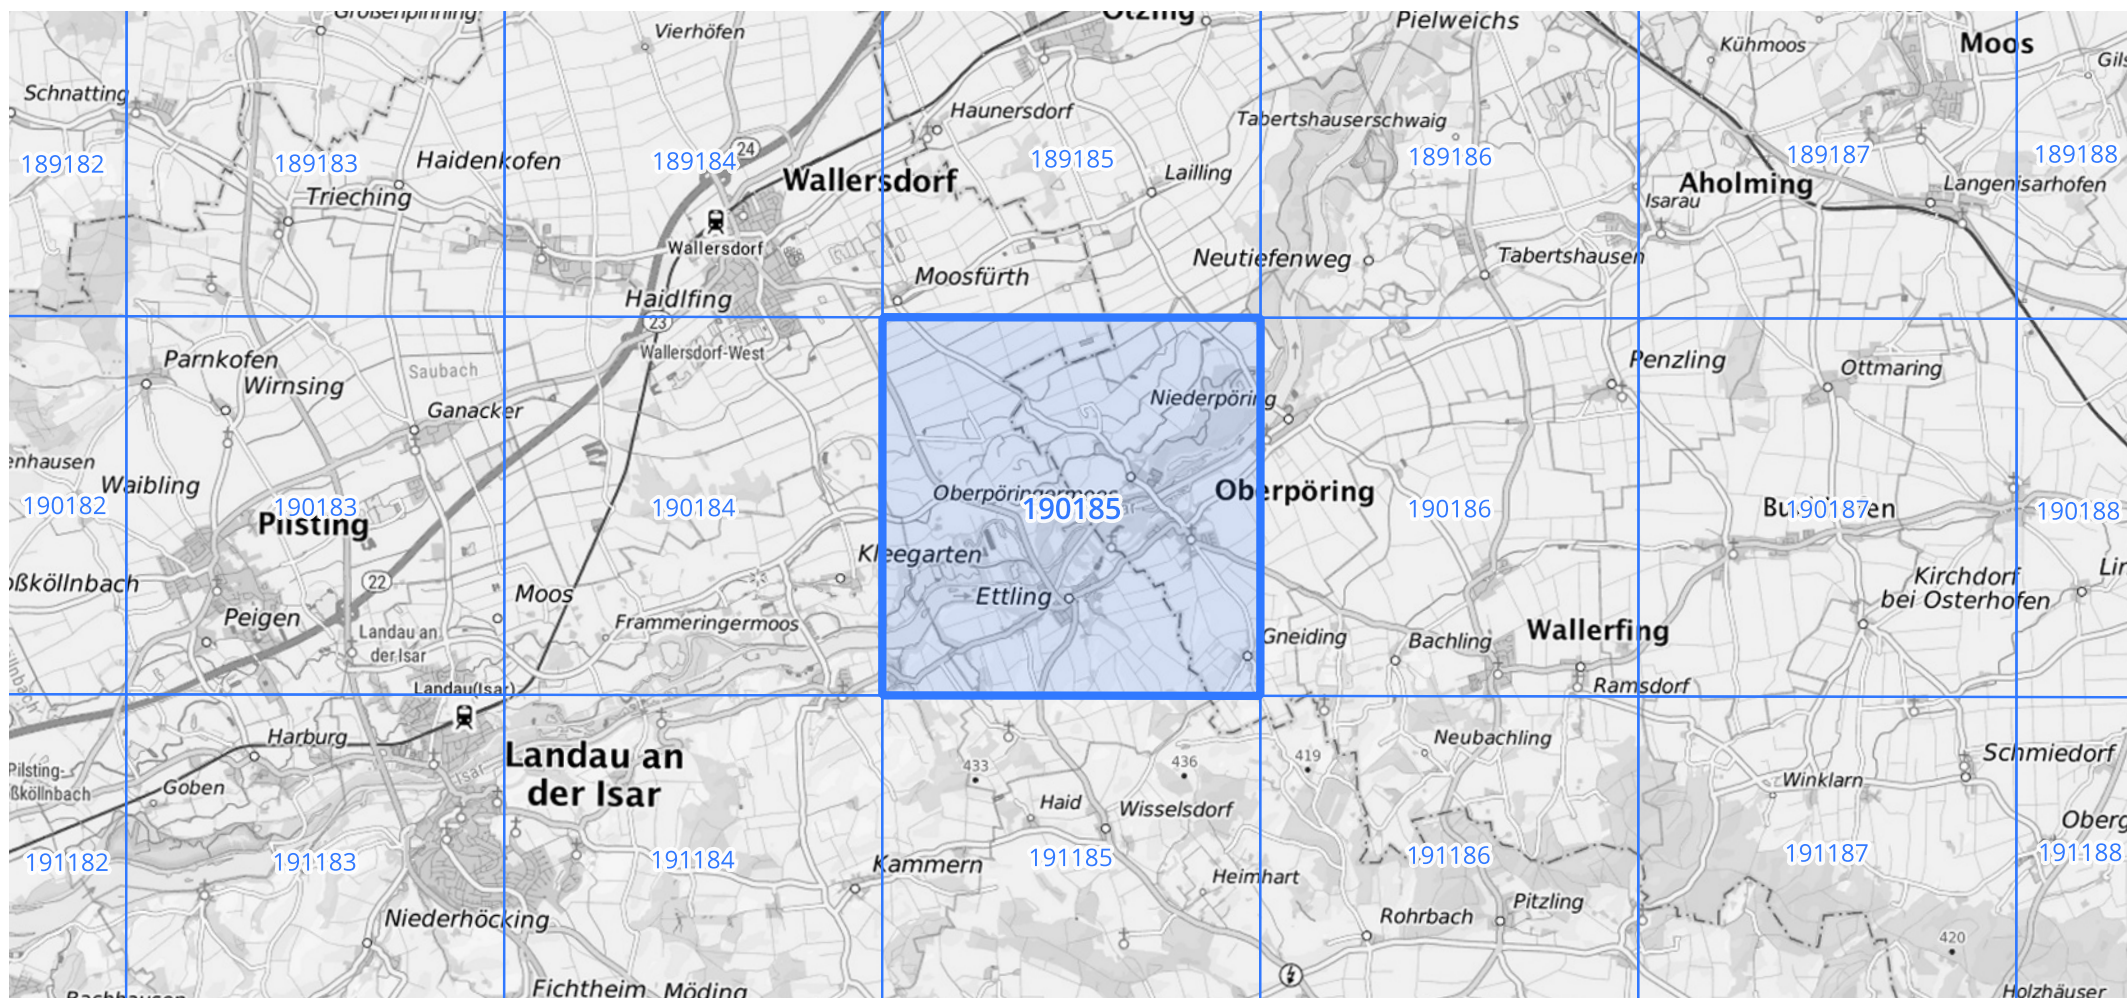 Großenpinning
Vierhöfen
Otzing
Pielweichs
Kühmoos
Moos
Schnatting
Haunersdorf
Tabertshauserschwaig
189182
189183
Haidenkofen
189184
24
189185
189186
189187
189188
Trieching
Wallersdorf
Lailling
Aholming
Langenisarhofen
Isarau
Wallersdorf
Neutiefenweg
Tabertshausen
Moosfürth
Haidlfing
23
Wallersdorf-West
Parnkofen
Wirnsing
Saubach
Ganacker
Niederpöring
Penzling
Ottmaring
enhausen
Waibling
190182
190183
Pilsting
190184
Oberpöringermoos
190185
Oberpöring
190186
190187
190188
oßköllnbach
22
Kleegarten
Ettling
Moos
Peigen
Landau an
der Isar
Frammeringermoos
Gneiding
Bachling
Wallerfing
Ramsdorf
Kirchdorf
bei Osterhofen
Landau(Isar)
Harburg
Goben
Pilsting-
ßköllnbach
Isar
Landau an
der Isar
433
436
419
Neubachling
Schmiedorf
Winklarn
Haid
Wisselsdorf
191182
191183
191184
Kammern
191185
Heimhart
191186
191187
191188
Oberg
Niederhöcking
Rohrbach
Pitzling
420
Fichtheim
Möding
Holzhäuser